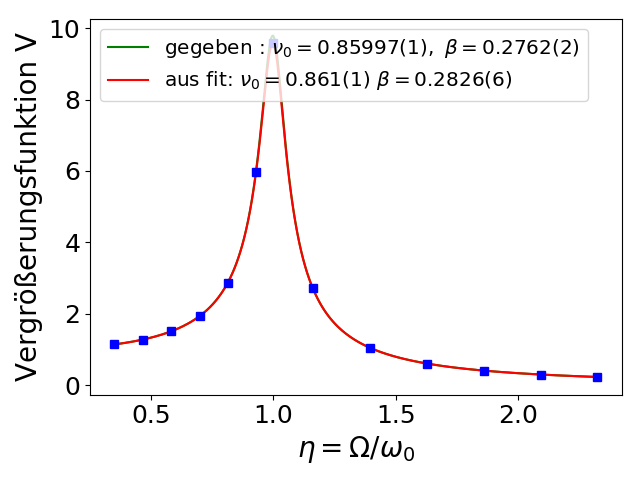 gegeben : ν₀ = 0.85997(1), β = 0.2762(2)
aus fit: ν₀ = 0.861(1) β = 0.2826(6)
Vergrößerungsfunktion V
10
8
6
4
2
0
0.5 1.0 1.5 2.0
η = Ω/ω₀